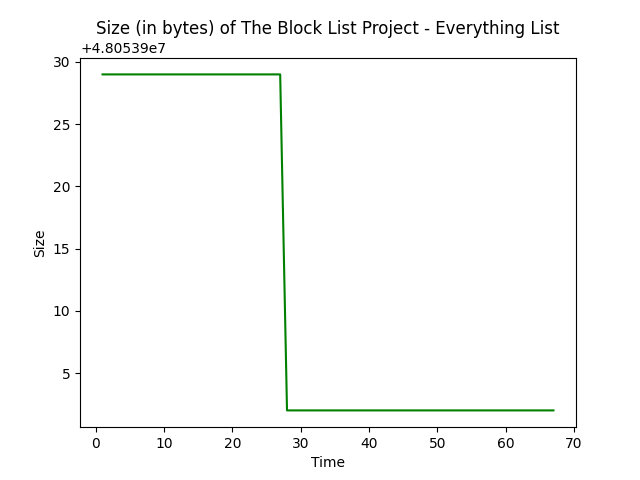 Size (in bytes) of The Block List Project - Everything List
+4.80539e7
30
25
20
15
10
5
Size
0 10 20 30 40 50 60 70
Time